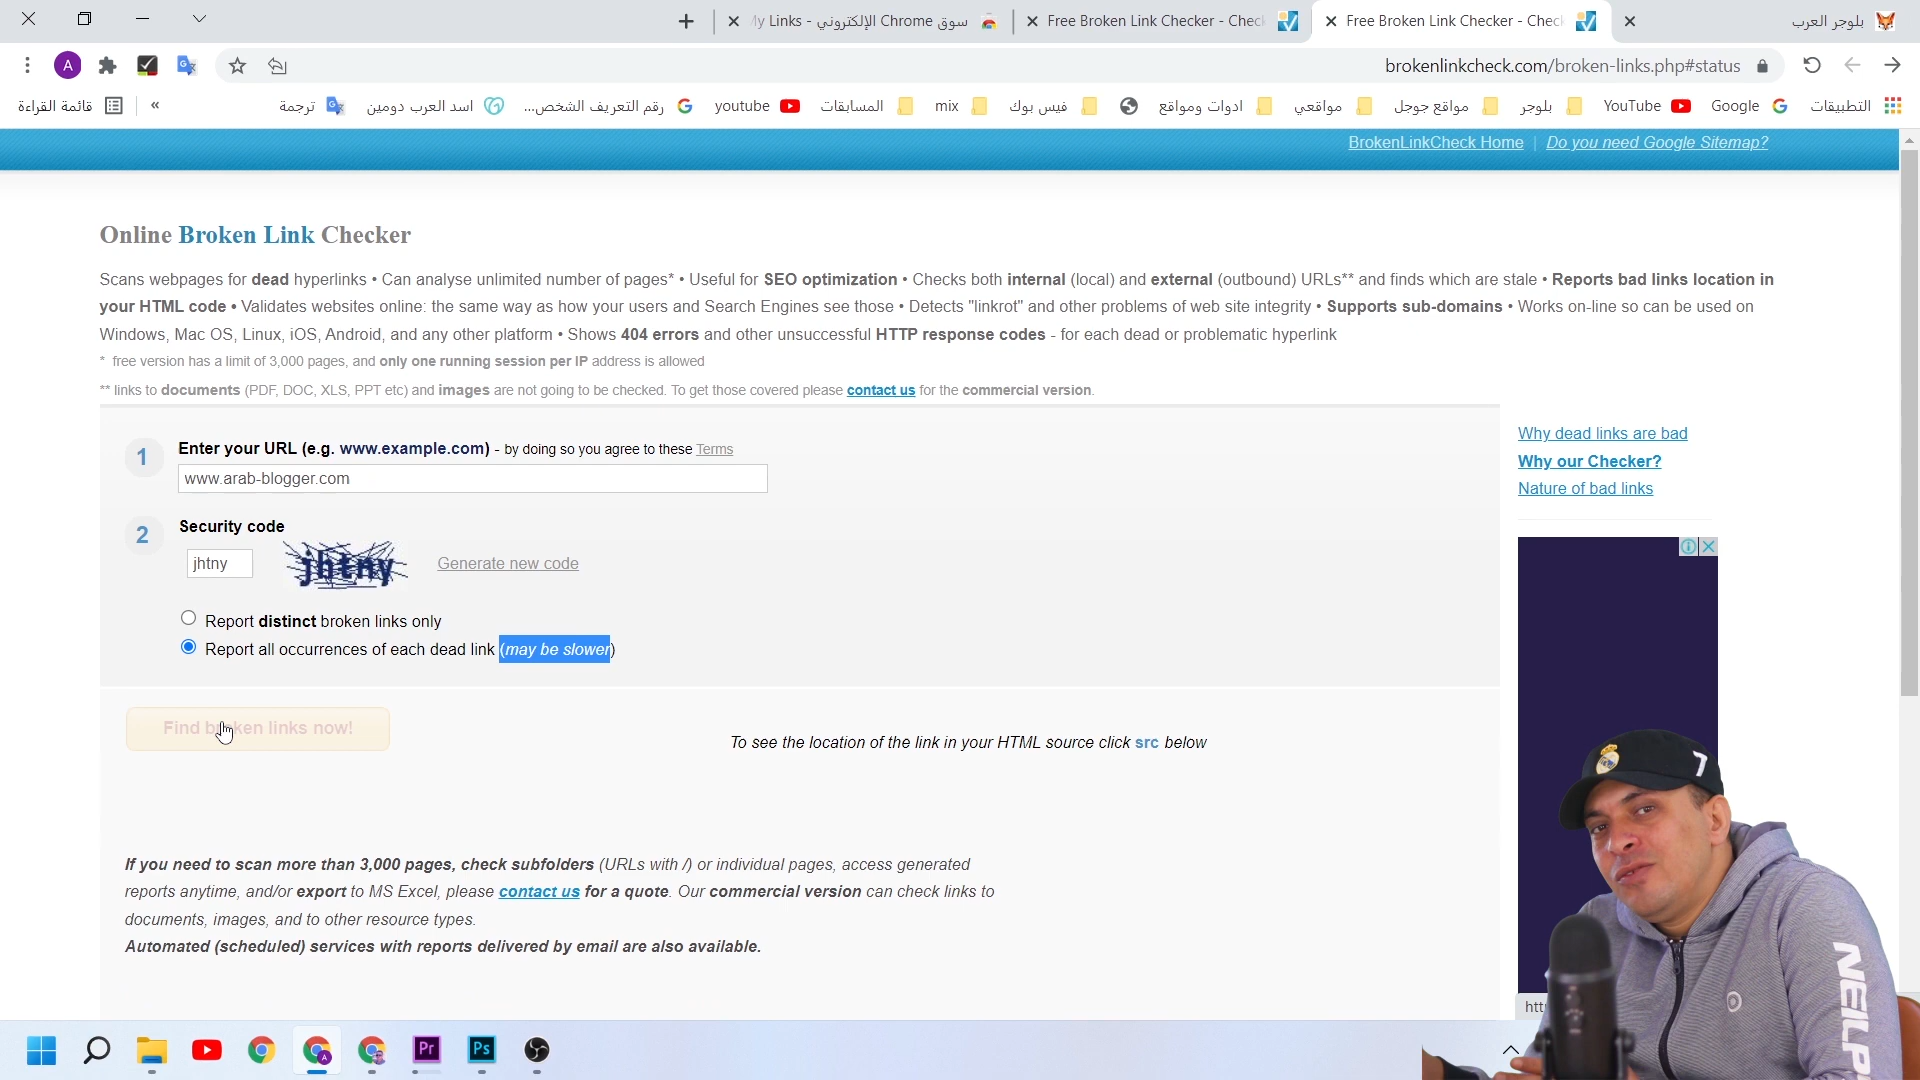 My Links - سوق Chrome الإلكتروني
Free Broken Link Checker - Check
Free Broken Link Checker - Chec
بلوجر العرب
A
brokenlinkcheck.com/broken-links.php#status
قائمة القراءة
»
ترجمة
اسد العرب دومين
رقم التعريف الشخص...
youtube
المسابقات
mix
فيس بوك
ادوات ومواقع
مواقعي
مواقع جوجل
بلوجر
YouTube
Google
التطبيقات
BrokenLinkCheck Home | Do you need Google Sitemap?
Online Broken Link Checker
Scans webpages for dead hyperlinks • Can analyse unlimited number of pages* • Useful for SEO optimization • Checks both internal (local) and external (outbound) URLs** and finds which are stale • Reports bad links location in
your HTML code • Validates websites online: the same way as how your users and Search Engines see those • Detects "linkrot" and other problems of web site integrity • Supports sub-domains • Works on-line so can be used on
Windows, Mac OS, Linux, iOS, Android, and any other platform • Shows 404 errors and other unsuccessful HTTP response codes - for each dead or problematic hyperlink
* free version has a limit of 3,000 pages, and only one running session per IP address is allowed
** links to documents (PDF, DOC, XLS, PPT etc) and images are not going to be checked. To get those covered please contact us for the commercial version.
1 Enter your URL (e.g. www.example.com) - by doing so you agree to these Terms
www.arab-blogger.com
2 Security code
jhtny jhtny Generate new code
Report distinct broken links only
Report all occurrences of each dead link (may be slower)
Find broken links now!
To see the location of the link in your HTML source click src below
If you need to scan more than 3,000 pages, check subfolders (URLs with /) or individual pages, access generated
reports anytime, and/or export to MS Excel, please contact us for a quote. Our commercial version can check links to
documents, images, and to other resource types.
Automated (scheduled) services with reports delivered by email are also available.
Why dead links are bad
Why our Checker?
Nature of bad links
7
A
Pr
Ps